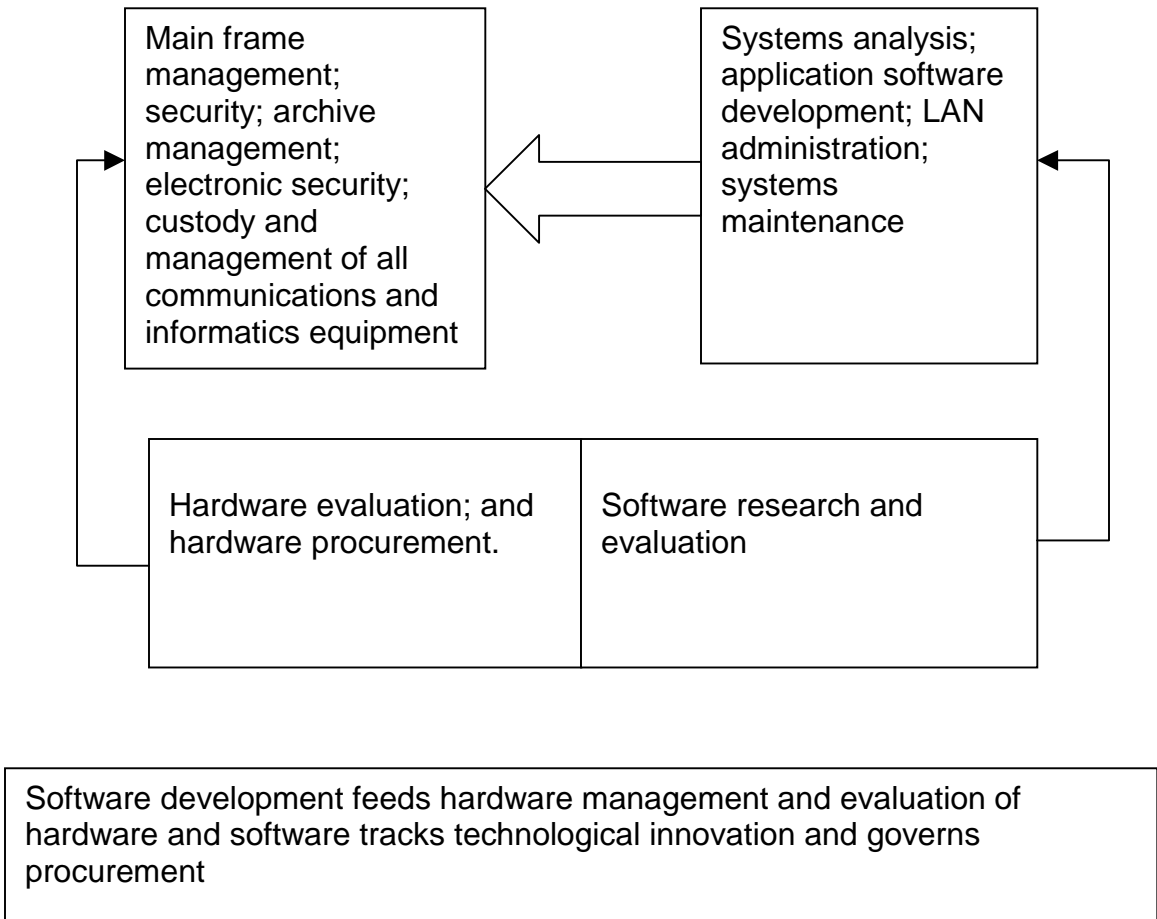 Main frame
management;
security; archive
management;
electronic security;
custody and
management of all
communications and
informatics equipment
Systems analysis;
application software
development; LAN
administration;
systems
maintenance
Hardware evaluation; and
hardware procurement.
Software research and
evaluation
Software development feeds hardware management and evaluation of
hardware and software tracks technological innovation and governs
procurement